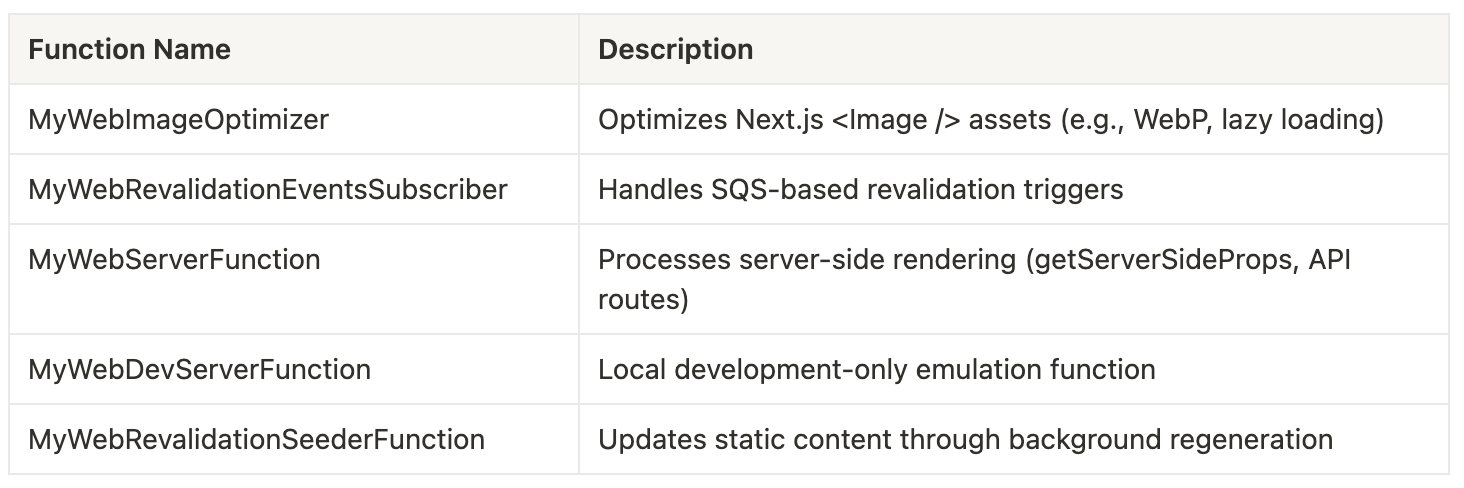 Function Name
Description
MyWebImageOptimizer
Optimizes Next.js <Image /> assets (e.g., WebP, lazy loading)
MyWebRevalidationEventsSubscriber
Handles SQS-based revalidation triggers
MyWebServerFunction
Processes server-side rendering (getServerSideProps, API
routes)
MyWebDevServerFunction
Local development-only emulation function
MyWebRevalidationSeederFunction
Updates static content through background regeneration